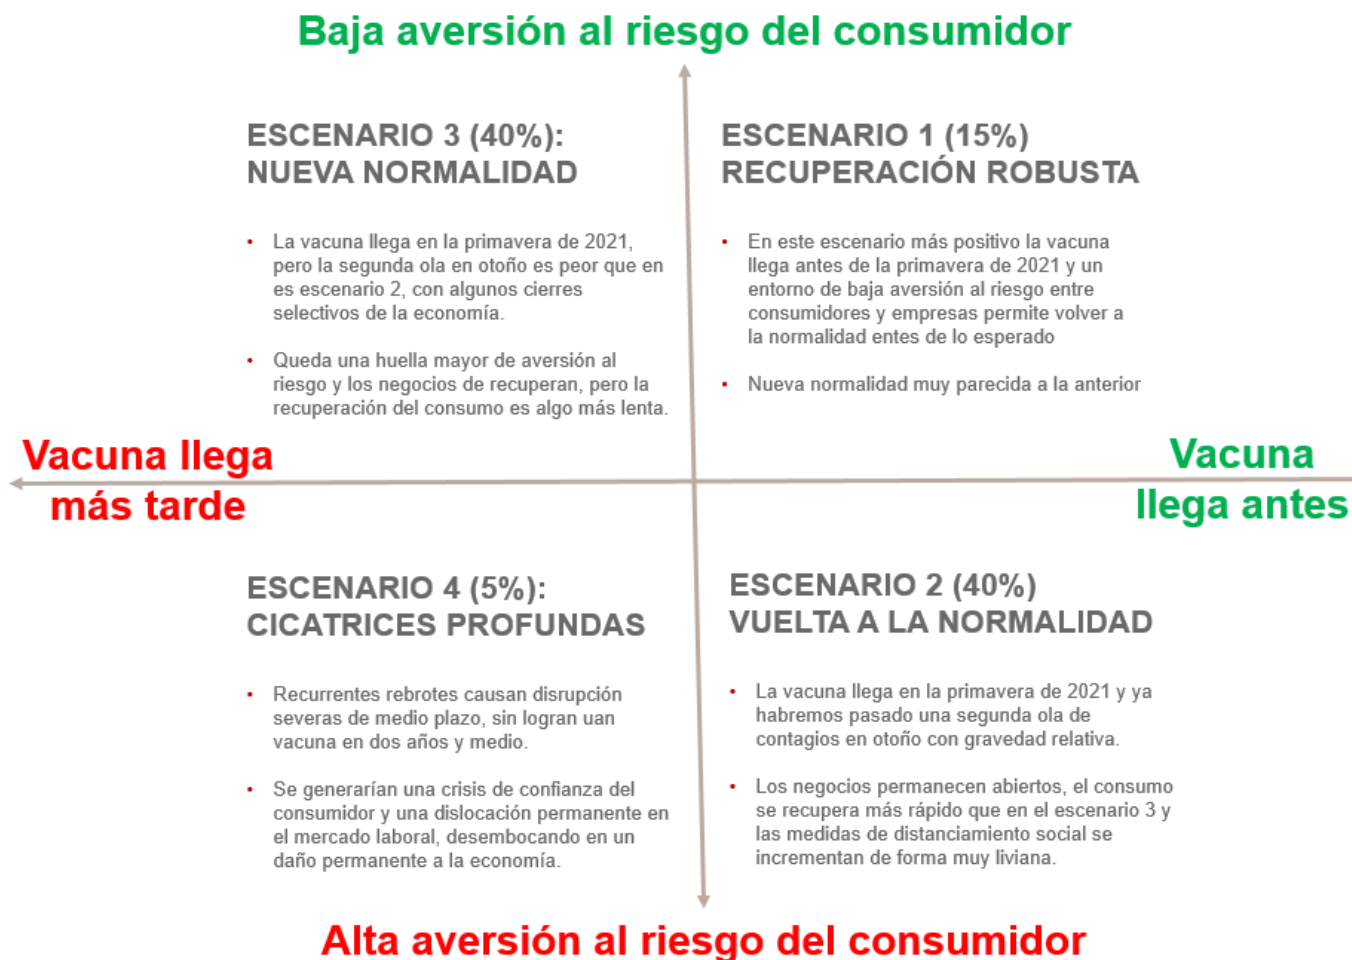 Baja aversión al riesgo del consumidor
ESCENARIO 3 (40%):
NUEVA NORMALIDAD
• La vacuna llega en la primavera de 2021,
pero la segunda ola en otoño es peor que en
es escenario 2, con algunos cierres
selectivos de la economía.
• Queda una huella mayor de aversión al
riesgo y los negocios de recuperan, pero la
recuperación del consumo es algo más lenta.
ESCENARIO 1 (15%)
RECUPERACIÓN ROBUSTA
• En este escenario más positivo la vacuna
llega antes de la primavera de 2021 y un
entorno de baja aversión al riesgo entre
consumidores y empresas permite volver a
la normalidad entes de lo esperado
• Nueva normalidad muy parecida a la anterior
Vacuna llega
más tarde
Vacuna
llega antes
ESCENARIO 4 (5%):
CICATRICES PROFUNDAS
• Recurrentes rebrotes causan disrupción
severas de medio plazo, sin logran uan
vacuna en dos años y medio.
• Se generarían una crisis de confianza del
consumidor y una dislocación permanente en
el mercado laboral, desembocando en un
daño permanente a la economía.
ESCENARIO 2 (40%)
VUELTA A LA NORMALIDAD
• La vacuna llega en la primavera de 2021 y ya
habremos pasado una segunda ola de
contagios en otoño con gravedad relativa.
• Los negocios permanecen abiertos, el consumo
se recupera más rápido que en el escenario 3 y
las medidas de distanciamiento social se
incrementan de forma muy liviana.
Alta aversión al riesgo del consumidor